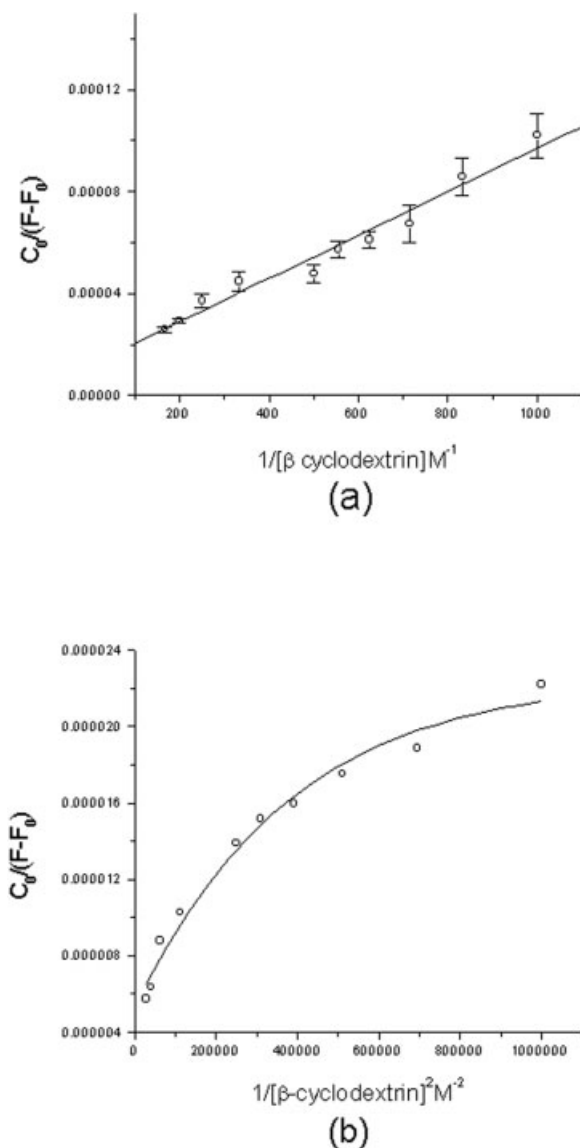 0.00012
0.00008
0.00004
0.00000
C₀/(F-F₀)
200 400 600 800 1000
1/[β cyclodextrin]M⁻¹
(a)
0.000024
0.000020
0.000016
0.000012
0.000008
0.000004
C₀/(F-F₀)
0 200000 400000 600000 800000 1000000
1/[β-cyclodextrin]²M⁻²
(b)